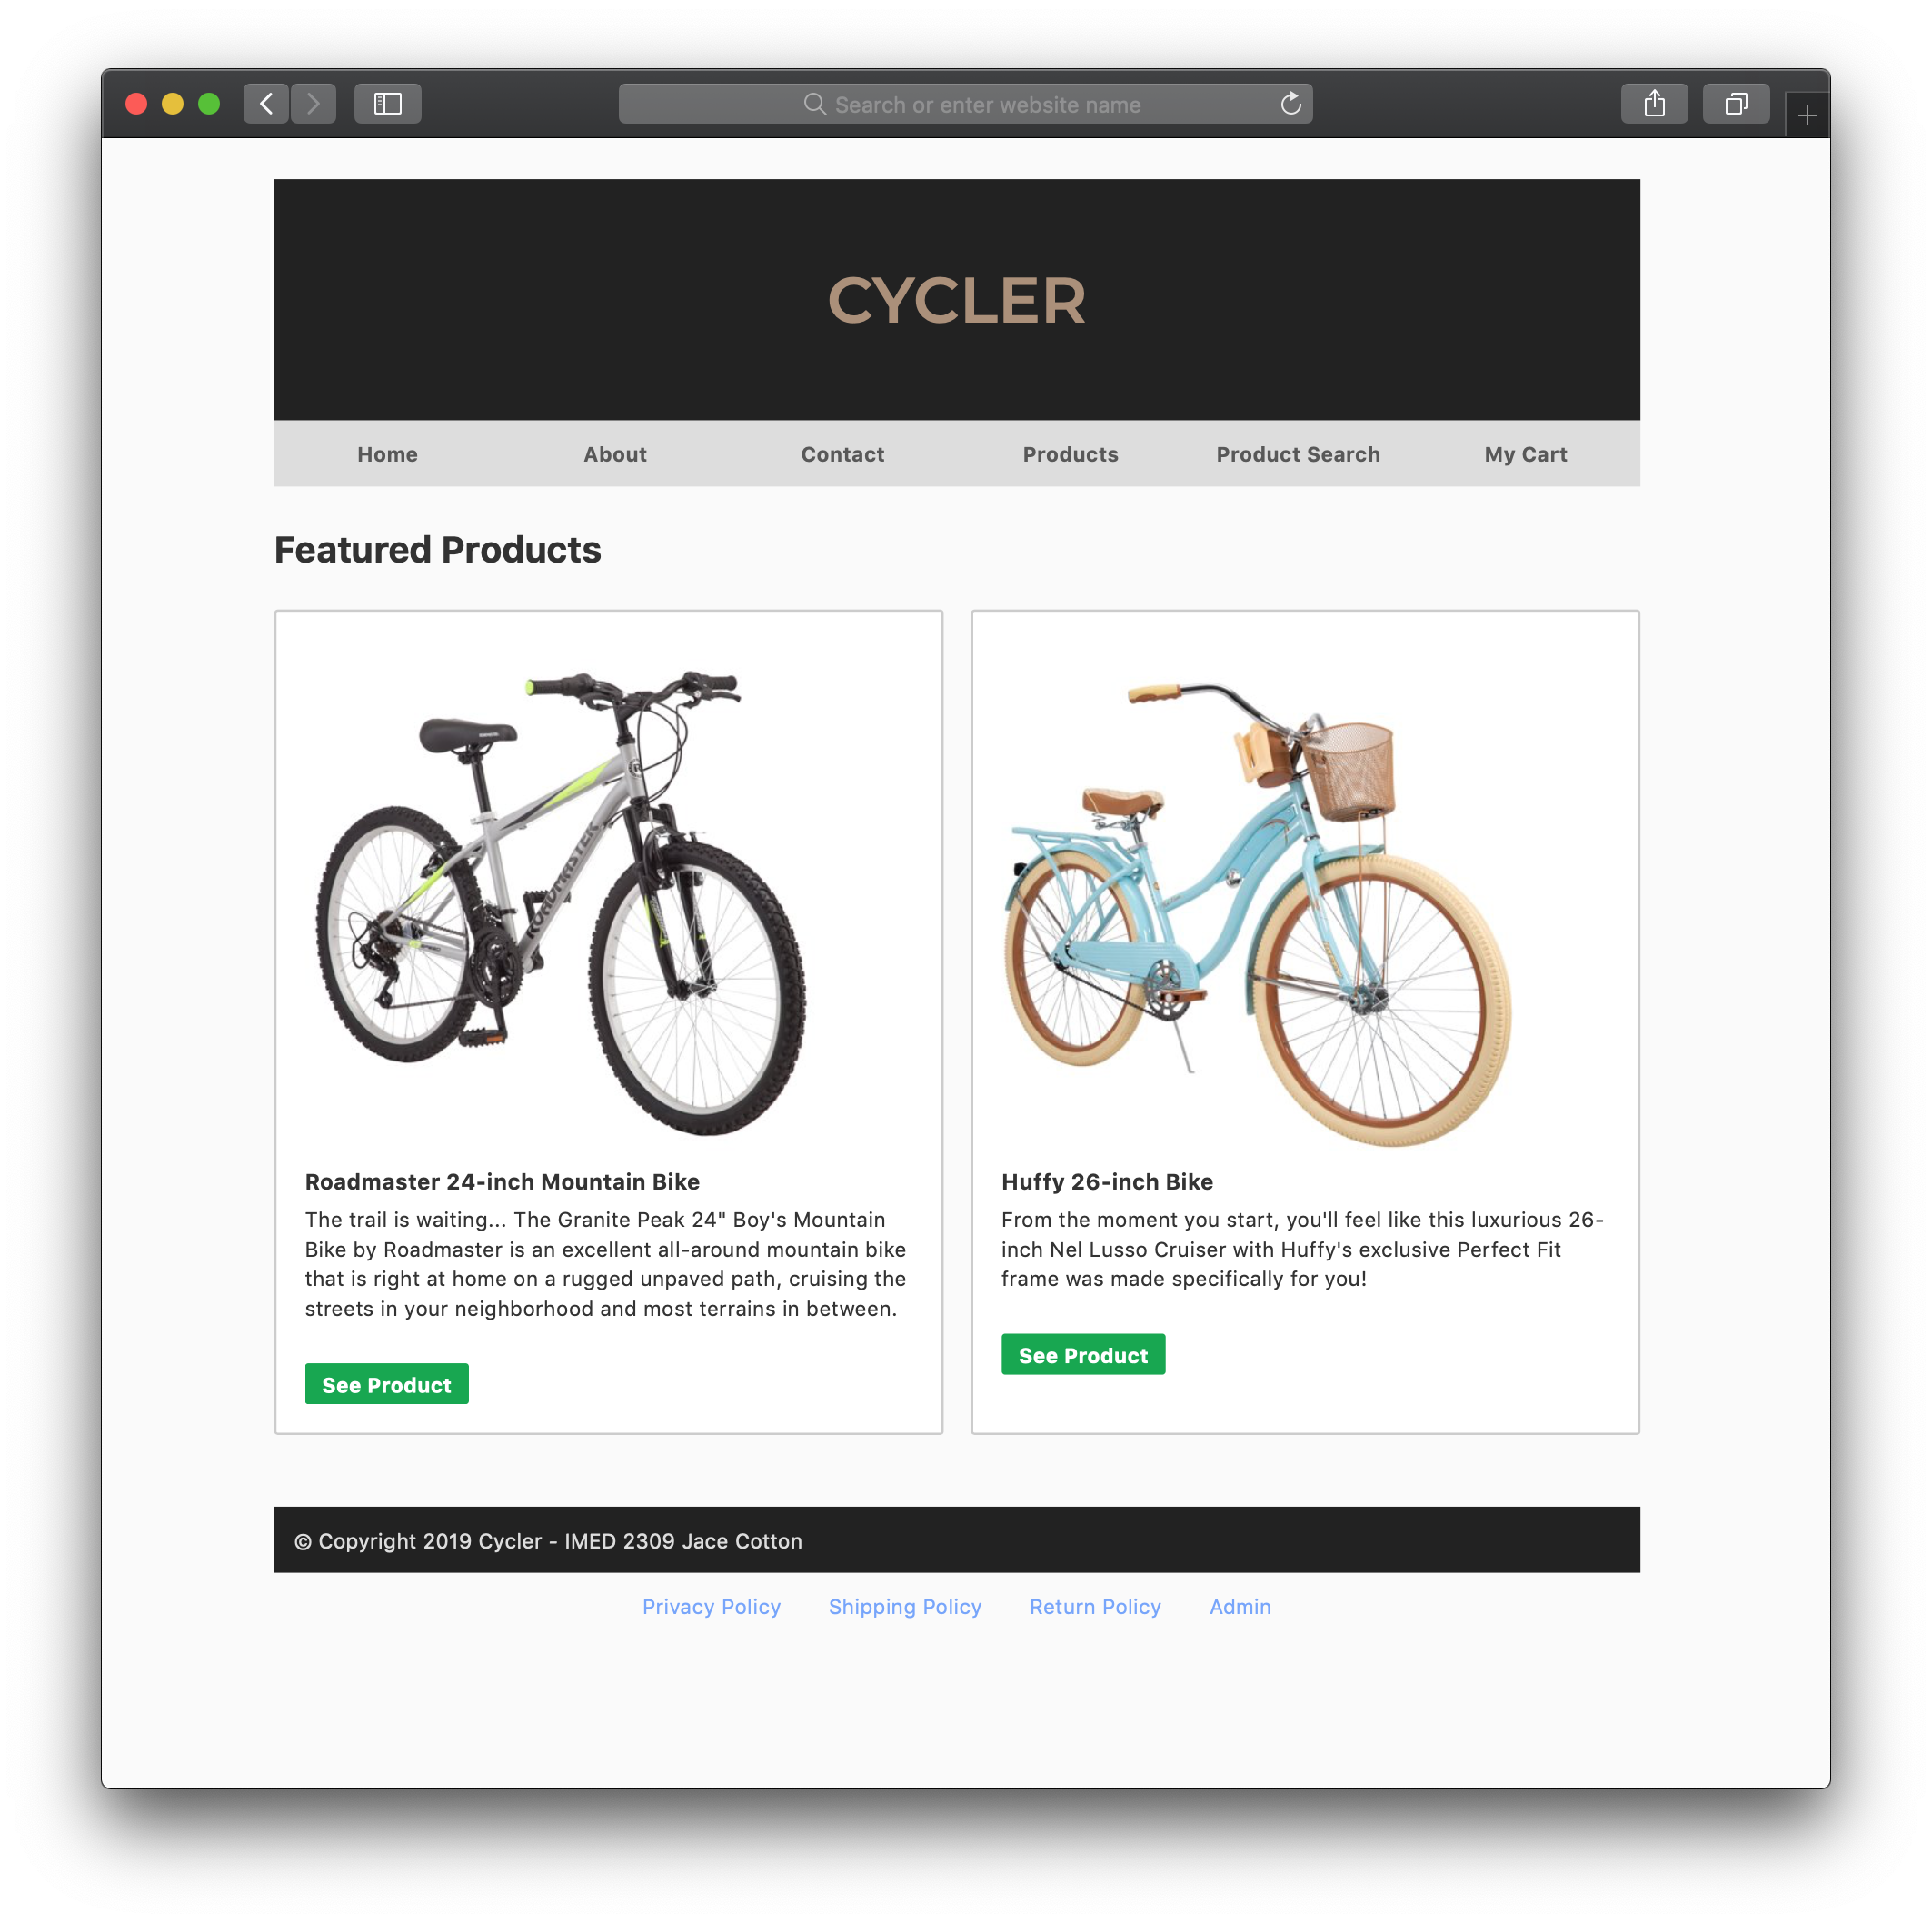 Search or enter website name
CYCLER
Home About Contact Products Product Search My Cart
Featured Products
ROADMASTER
Roadmaster 24-inch Mountain Bike
The trail is waiting... The Granite Peak 24" Boy's Mountain
Bike by Roadmaster is an excellent all-around mountain bike
that is right at home on a rugged unpaved path, cruising the
streets in your neighborhood and most terrains in between.
See Product
Huffy 26-inch Bike
From the moment you start, you'll feel like this luxurious 26-
inch Nel Lusso Cruiser with Huffy's exclusive Perfect Fit
frame was made specifically for you!
See Product
© Copyright 2019 Cycler - IMED 2309 Jace Cotton
Privacy Policy Shipping Policy Return Policy Admin